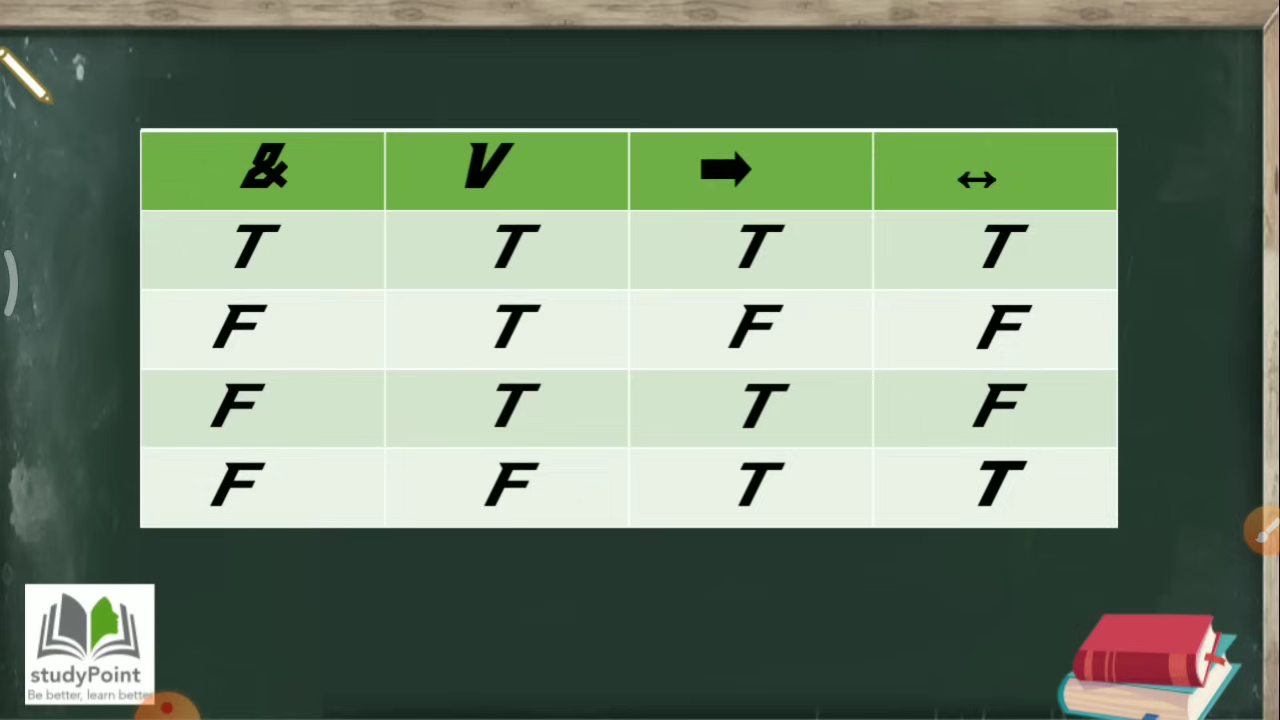 & V ➡ ↔
T T T T
F T F F
F T T F
F F T T
studyPoint
Be better, learn better